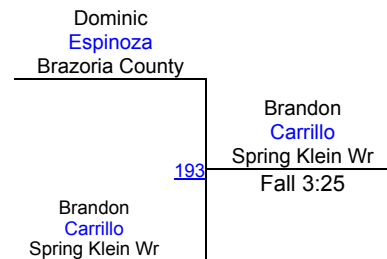 Dominic
Espinoza
Brazoria County
Brandon
Carrillo
Spring Klein Wr
193
Fall 3:25
Brandon
Carrillo
Spring Klein Wr